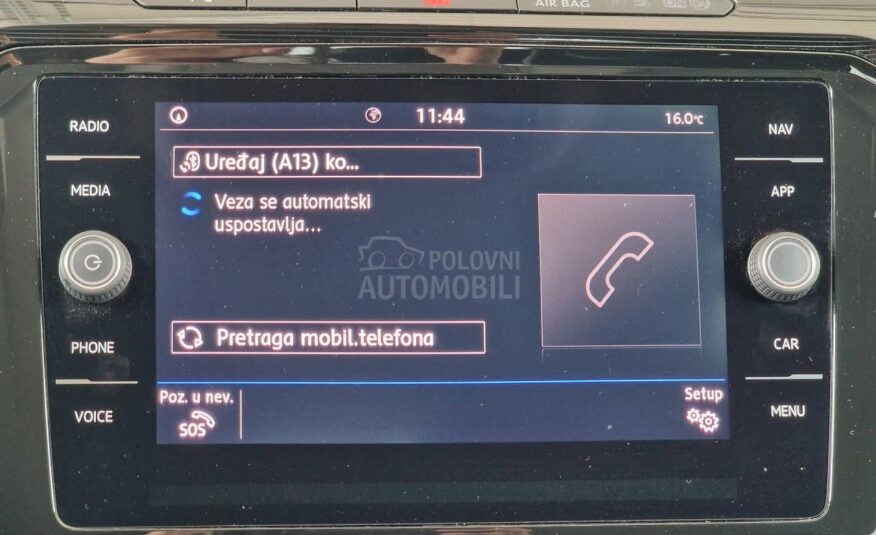 AIR BAG
ON
RADIO
MEDIA
PHONE
VOICE
11:44
16.0°C
Uređaj (A13) ko...
Veza se automatski
uspostavlja...
POLOVNI
AUTOMOBILI
Pretraga mobil.telefona
Poz. u nev.
SOS
Setup
NAV
APP
CAR
MENU